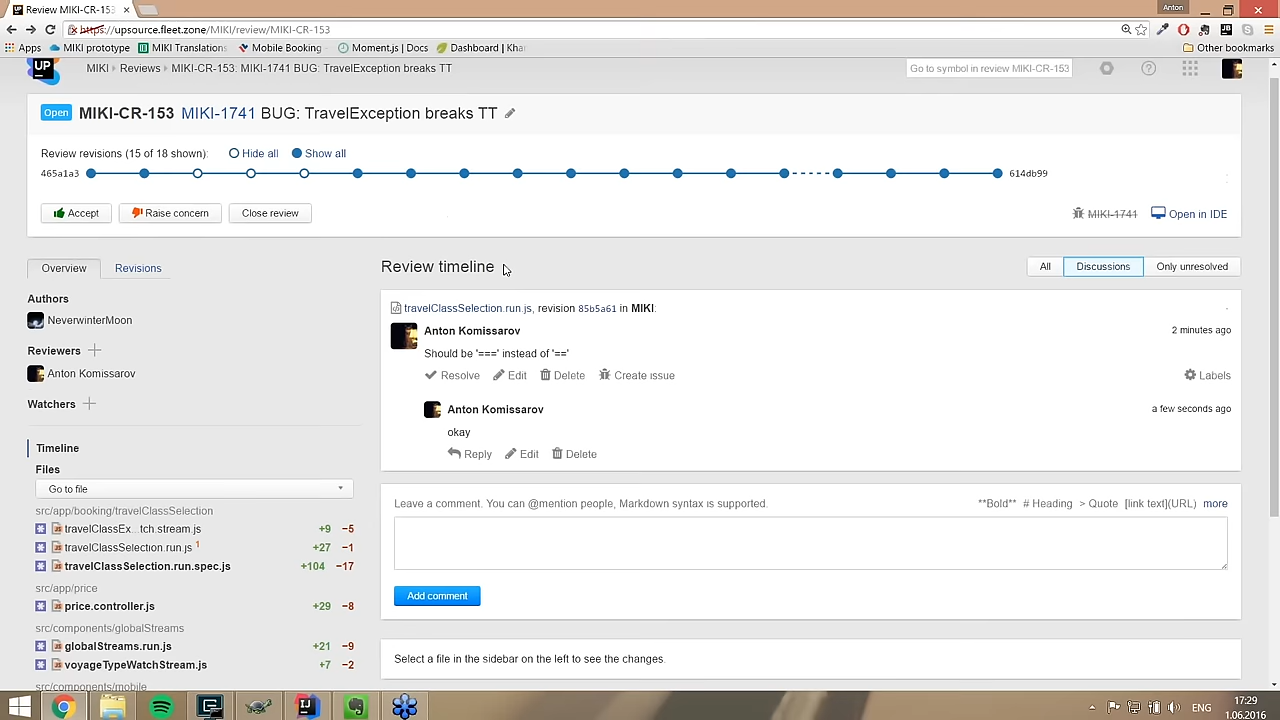 Review MIKI-CR-153
Anton
https://upsource.fleet.zone/MIKI/review/MIKI-CR-153
Apps
MIKI prototype
MIKI Translations
Mobile Booking
Moment.js | Docs
Dashboard | Khan
Other bookmarks
UP
MIKI › Reviews › MIKI-CR-153: MIKI-1741 BUG: TravelException breaks TT
Go to symbol in review MIKI-CR-153
Open MIKI-CR-153 MIKI-1741 BUG: TravelException breaks TT
Review revisions (15 of 18 shown): Hide all Show all
465a1a3
614db99
Accept
Raise concern
Close review
MIKI-1741
Open in IDE
Overview
Revisions
Review timeline
All
Discussions
Only unresolved
Authors
NeverwinterMoon
Reviewers
Anton Komissarov
Watchers
travelClassSelection.run.js, revision 85b5a61 in MIKI:
Anton Komissarov
2 minutes ago
Should be '===' instead of '=='
Resolve Edit Delete Create issue
Labels
Anton Komissarov
a few seconds ago
okay
Reply Edit Delete
Timeline
Files
Go to file
src/app/booking/travelClassSelection
travelClassEx...tch.stream.js +9 −5
travelClassSelection.run.js 1 +27 −1
travelClassSelection.run.spec.js +104 −17
src/app/price
price.controller.js +29 −8
src/components/globalStreams
globalStreams.run.js +21 −9
voyageTypeWatchStream.js +7 −2
src/components/mobile
Leave a comment. You can @mention people, Markdown syntax is supported.
**Bold** # Heading > Quote [link text](URL) more
Add comment
Select a file in the sidebar on the left to see the changes.
ENG
17:29
1.06.2016